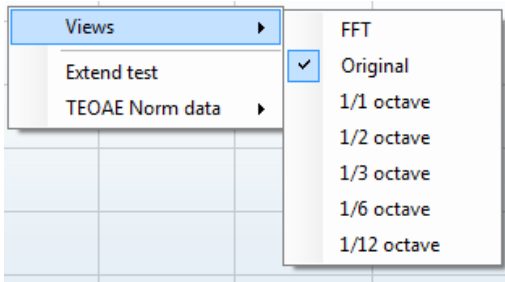 Views
Extend test
TEOAE Norm data
FFT
Original
1/1 octave
1/2 octave
1/3 octave
1/6 octave
1/12 octave